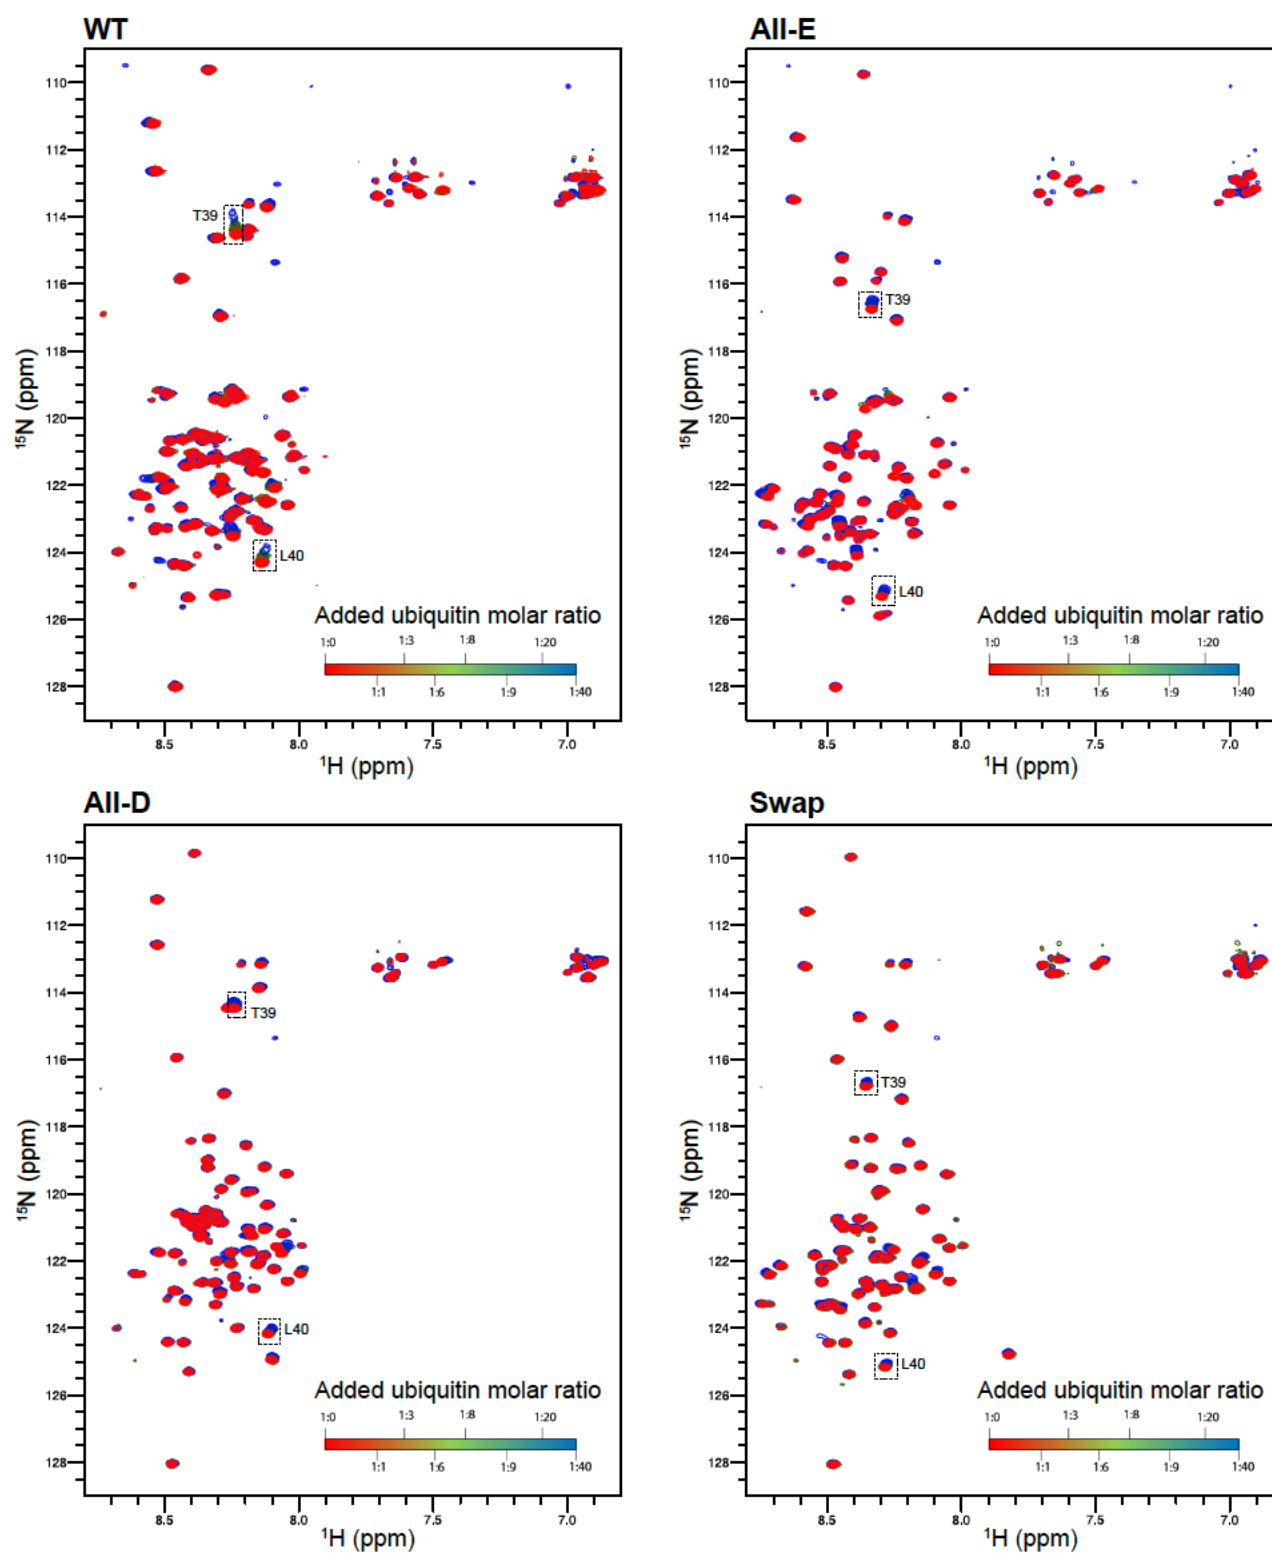 WT
110
112
114
116
118
120
122
124
126
128
15N (ppm)
T39
L40
Added ubiquitin molar ratio
1:0 1:3 1:8 1:20
1:1 1:6 1:9 1:40
8.5 8.0 7.5 7.0
1H (ppm)
All-E
110
112
114
116
118
120
122
124
126
128
15N (ppm)
T39
L40
Added ubiquitin molar ratio
1:0 1:3 1:8 1:20
1:1 1:6 1:9 1:40
8.5 8.0 7.5 7.0
1H (ppm)
All-D
110
112
114
116
118
120
122
124
126
128
15N (ppm)
T39
L40
Added ubiquitin molar ratio
1:0 1:3 1:8 1:20
1:1 1:6 1:9 1:40
8.5 8.0 7.5 7.0
1H (ppm)
Swap
110
112
114
116
118
120
122
124
126
128
15N (ppm)
T39
L40
Added ubiquitin molar ratio
1:0 1:3 1:8 1:20
1:1 1:6 1:9 1:40
8.5 8.0 7.5 7.0
1H (ppm)